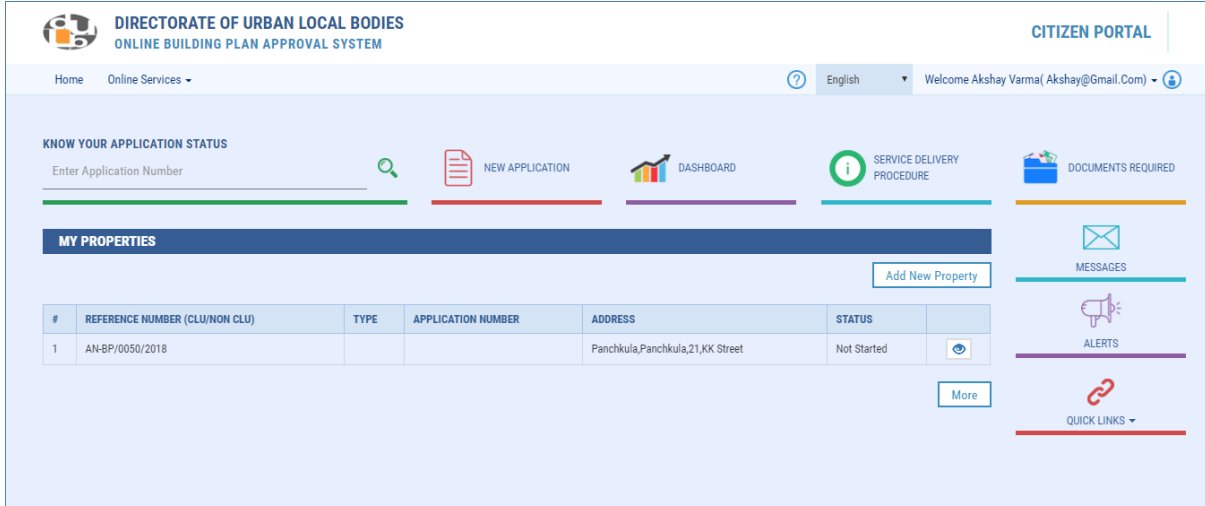 DIRECTORATE OF URBAN LOCAL BODIES
ONLINE BUILDING PLAN APPROVAL SYSTEM
CITIZEN PORTAL
Home Online Services
? English Welcome Akshay Varma( Akshay@Gmail.Com)
KNOW YOUR APPLICATION STATUS
Enter Application Number
NEW APPLICATION
DASHBOARD
SERVICE DELIVERY
PROCEDURE
DOCUMENTS REQUIRED
MY PROPERTIES
Add New Property
# REFERENCE NUMBER (CLU/NON CLU) TYPE APPLICATION NUMBER ADDRESS STATUS
1 AN-BP/0050/2018 Panchkula,Panchkula,21,KK Street Not Started
More
MESSAGES
ALERTS
QUICK LINKS